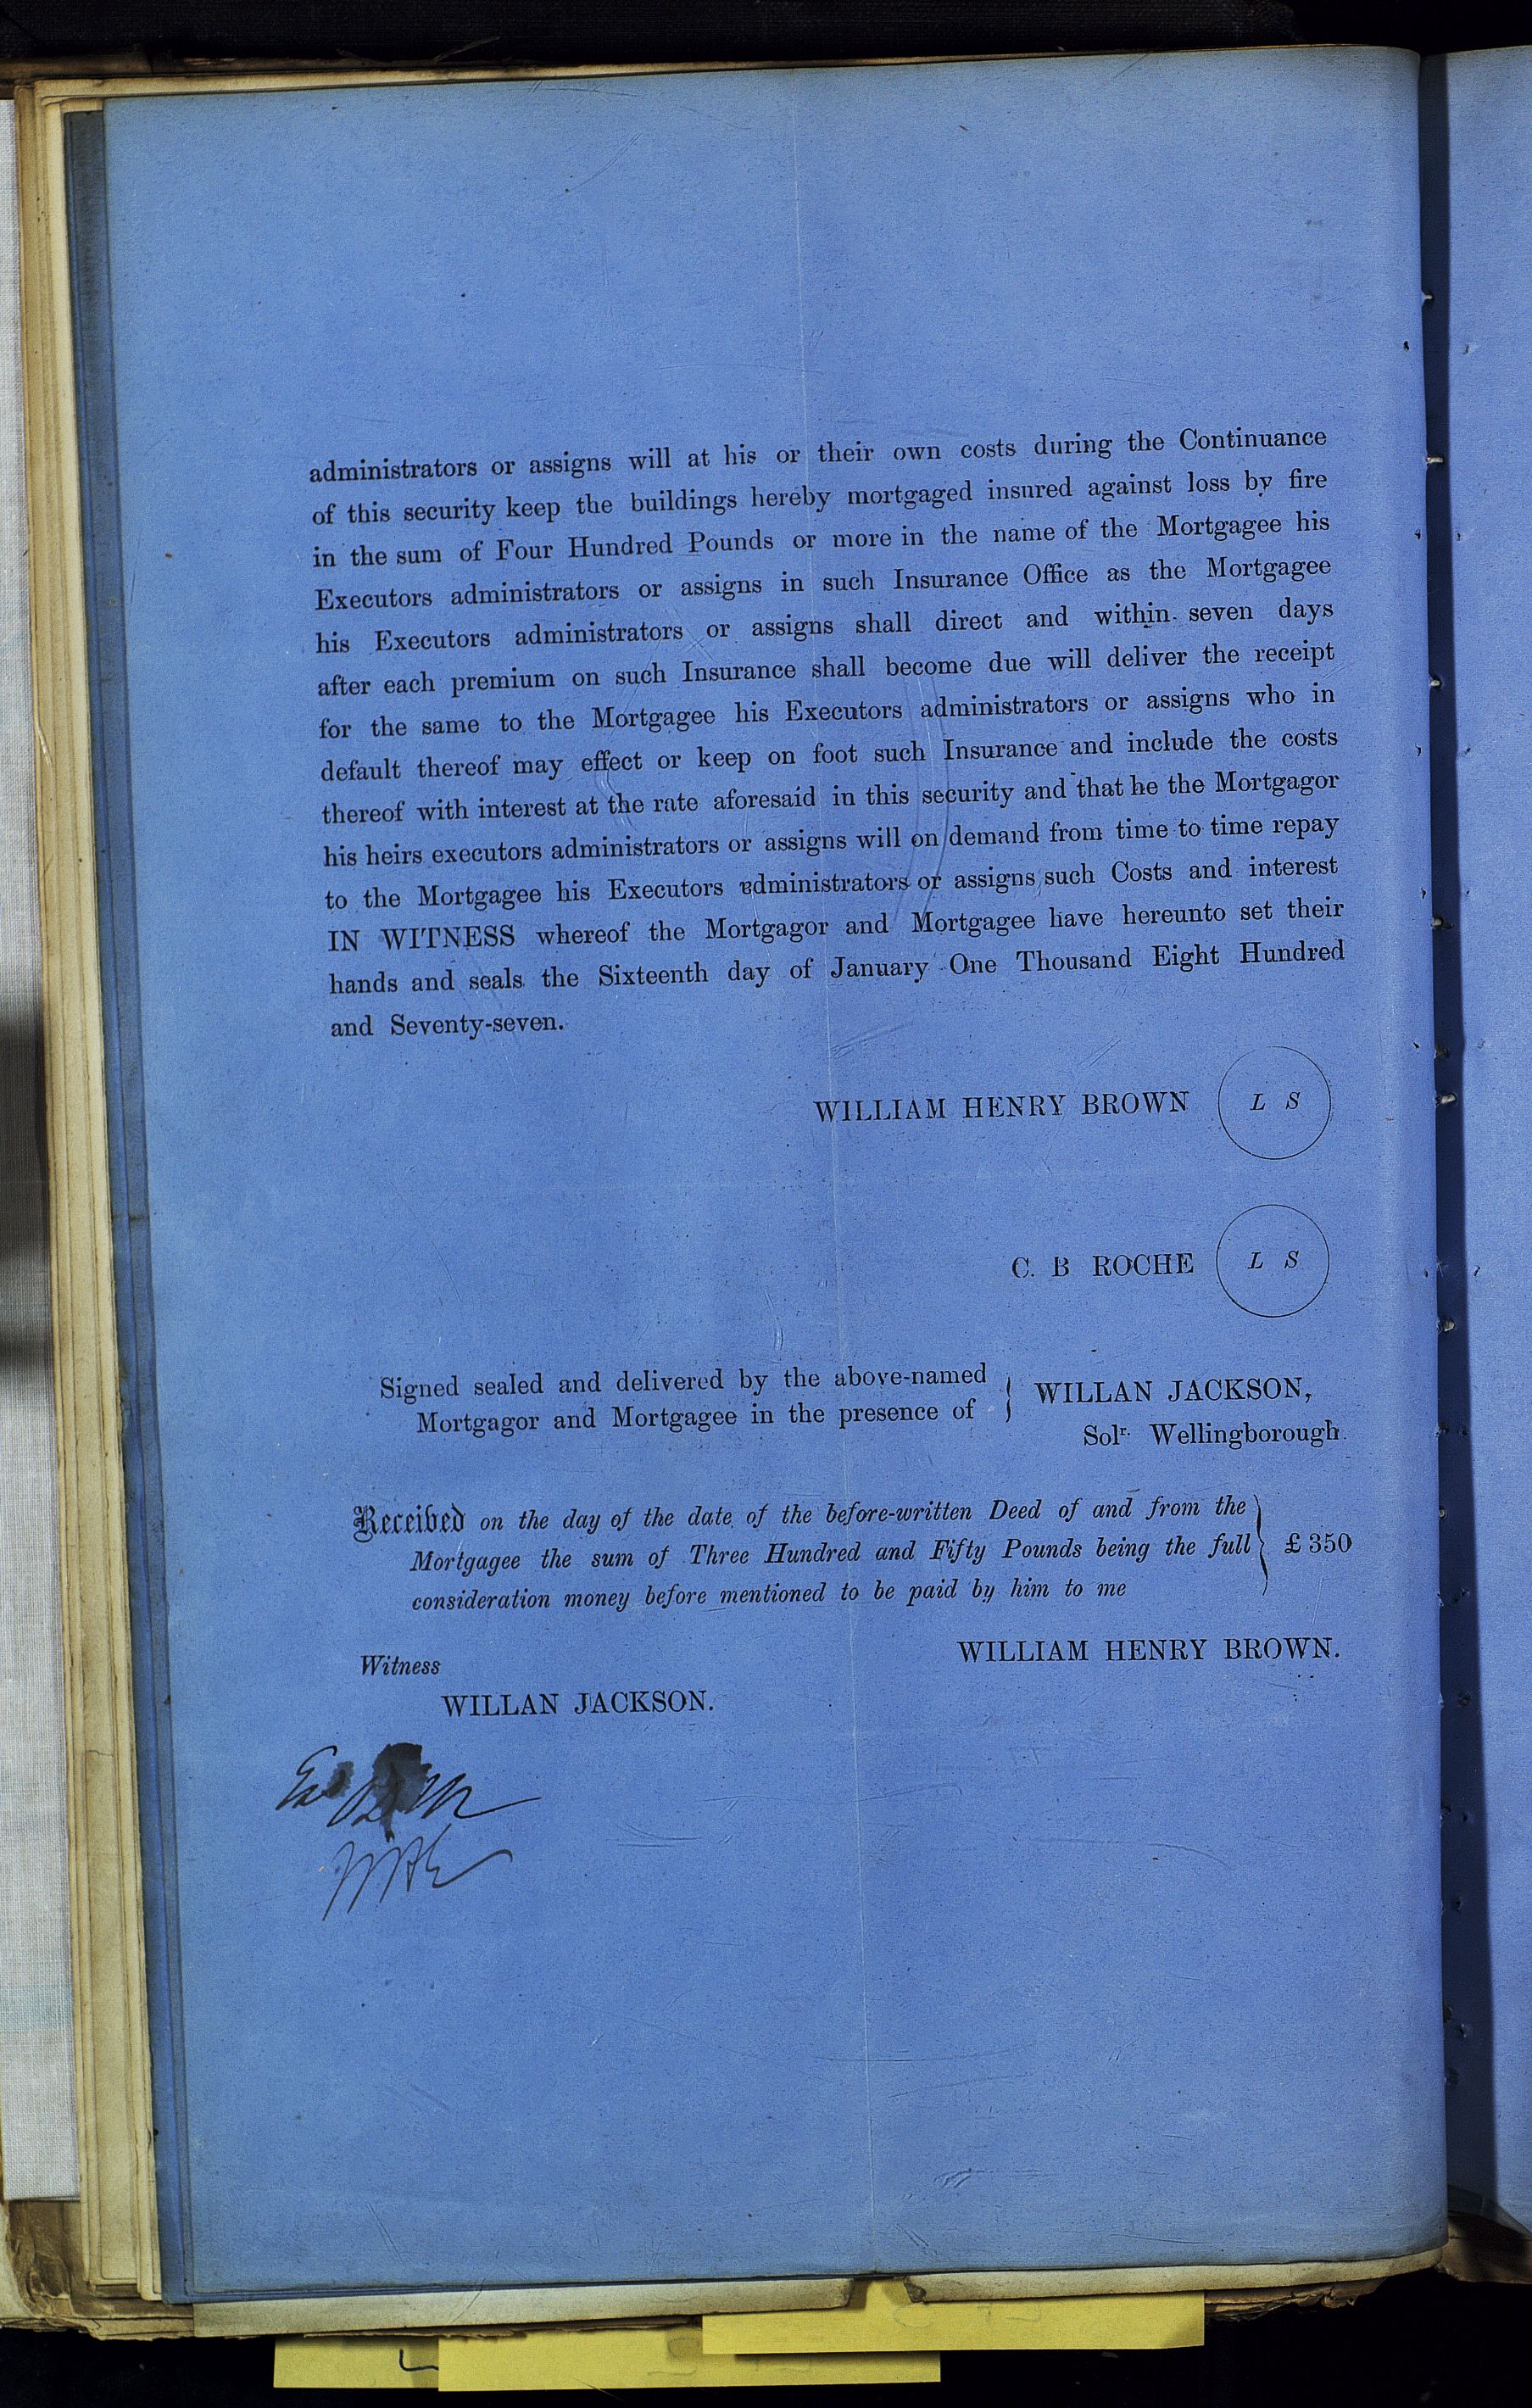 administrators or assigns will at his or their own costs during the Continuance
of this security keep the buildings hereby mortgaged insured against loss by fire
in the sum of Four Hundred Pounds or more in the name of the Mortgagee his
Executors administrators or assigns in such Insurance Office as the Mortgagee
his Executors administrators or assigns shall direct and within seven days
after each premium on such Insurance shall become due will deliver the receipt
for the same to the Mortgagee his Executors administrators or assigns who in
default thereof may effect or keep on foot such Insurance and include the costs
thereof with interest at the rate aforesaid in this security and that he the Mortgagor
his heirs executors administrators or assigns will on demand from time to time repay
to the Mortgagee his Executors administrators or assigns such Costs and interest
IN WITNESS whereof the Mortgagor and Mortgagee have hereunto set their
hands and seals the Sixteenth day of January One Thousand Eight Hundred
and Seventy-seven.
WILLIAM HENRY BROWN L S
C. B ROCHE L S
Signed sealed and delivered by the above-named
Mortgagor and Mortgagee in the presence of
WILLAN JACKSON,
Solr. Wellingborough.
Received on the day of the date of the before-written Deed of and from the
Mortgagee the sum of Three Hundred and Fifty Pounds being the full £350
consideration money before mentioned to be paid by him to me
WILLIAM HENRY BROWN.
Witness
WILLAN JACKSON.